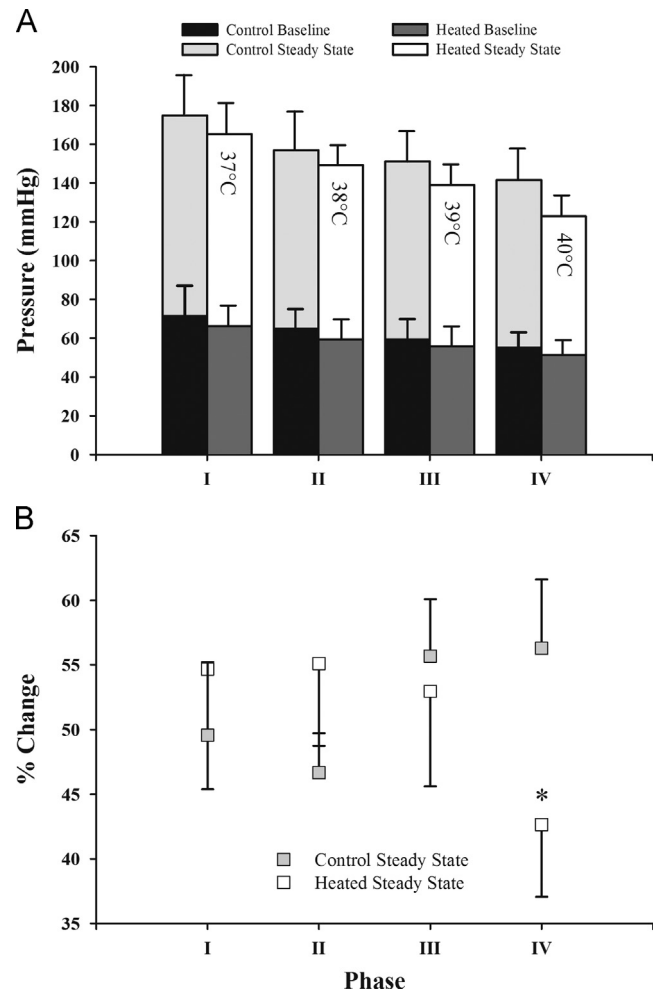 A
Control Baseline Heated Baseline
Control Steady State Heated Steady State
200
180
160
140
120
100
80
60
40
20
0
Pressure (mmHg)
37°C
38°C
39°C
40°C
I II III IV
B
65
60
55
50
45
40
35
% Change
*
Control Steady State
Heated Steady State
I II III IV
Phase